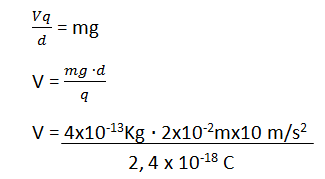 Vq/d = mg
V = mg ·d/q
V = 4x10⁻¹³Kg · 2x10⁻²mx10 m/s²
2, 4 x 10⁻¹⁸ C